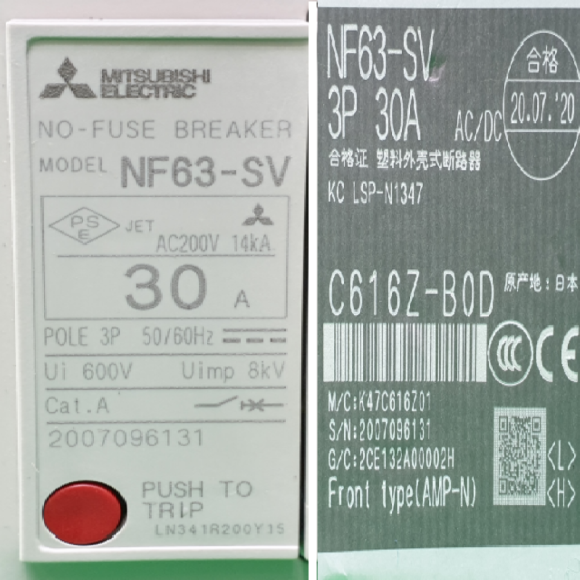 MITSUBISHI
ELECTRIC
NO-FUSE BREAKER
MODEL NF63-SV
PS
E
JET
AC200V 14kA
30 A
POLE 3P 50/60Hz
Ui 600V Uimp 8kV
Cat.A
2007096131
PUSH TO
TRIP
LN341R200Y15
NF63-SV
3P 30A AC/DC
合格
20.07.'20
合格证 塑料外壳式断路器
KC LSP-N1347
C616Z-B0D 原产地:日本
CCC CE
M/C:K47C616Z01
S/N:2007096131
G/C:2CE132A00002H
Front type(AMP-N)
<L>
<H>